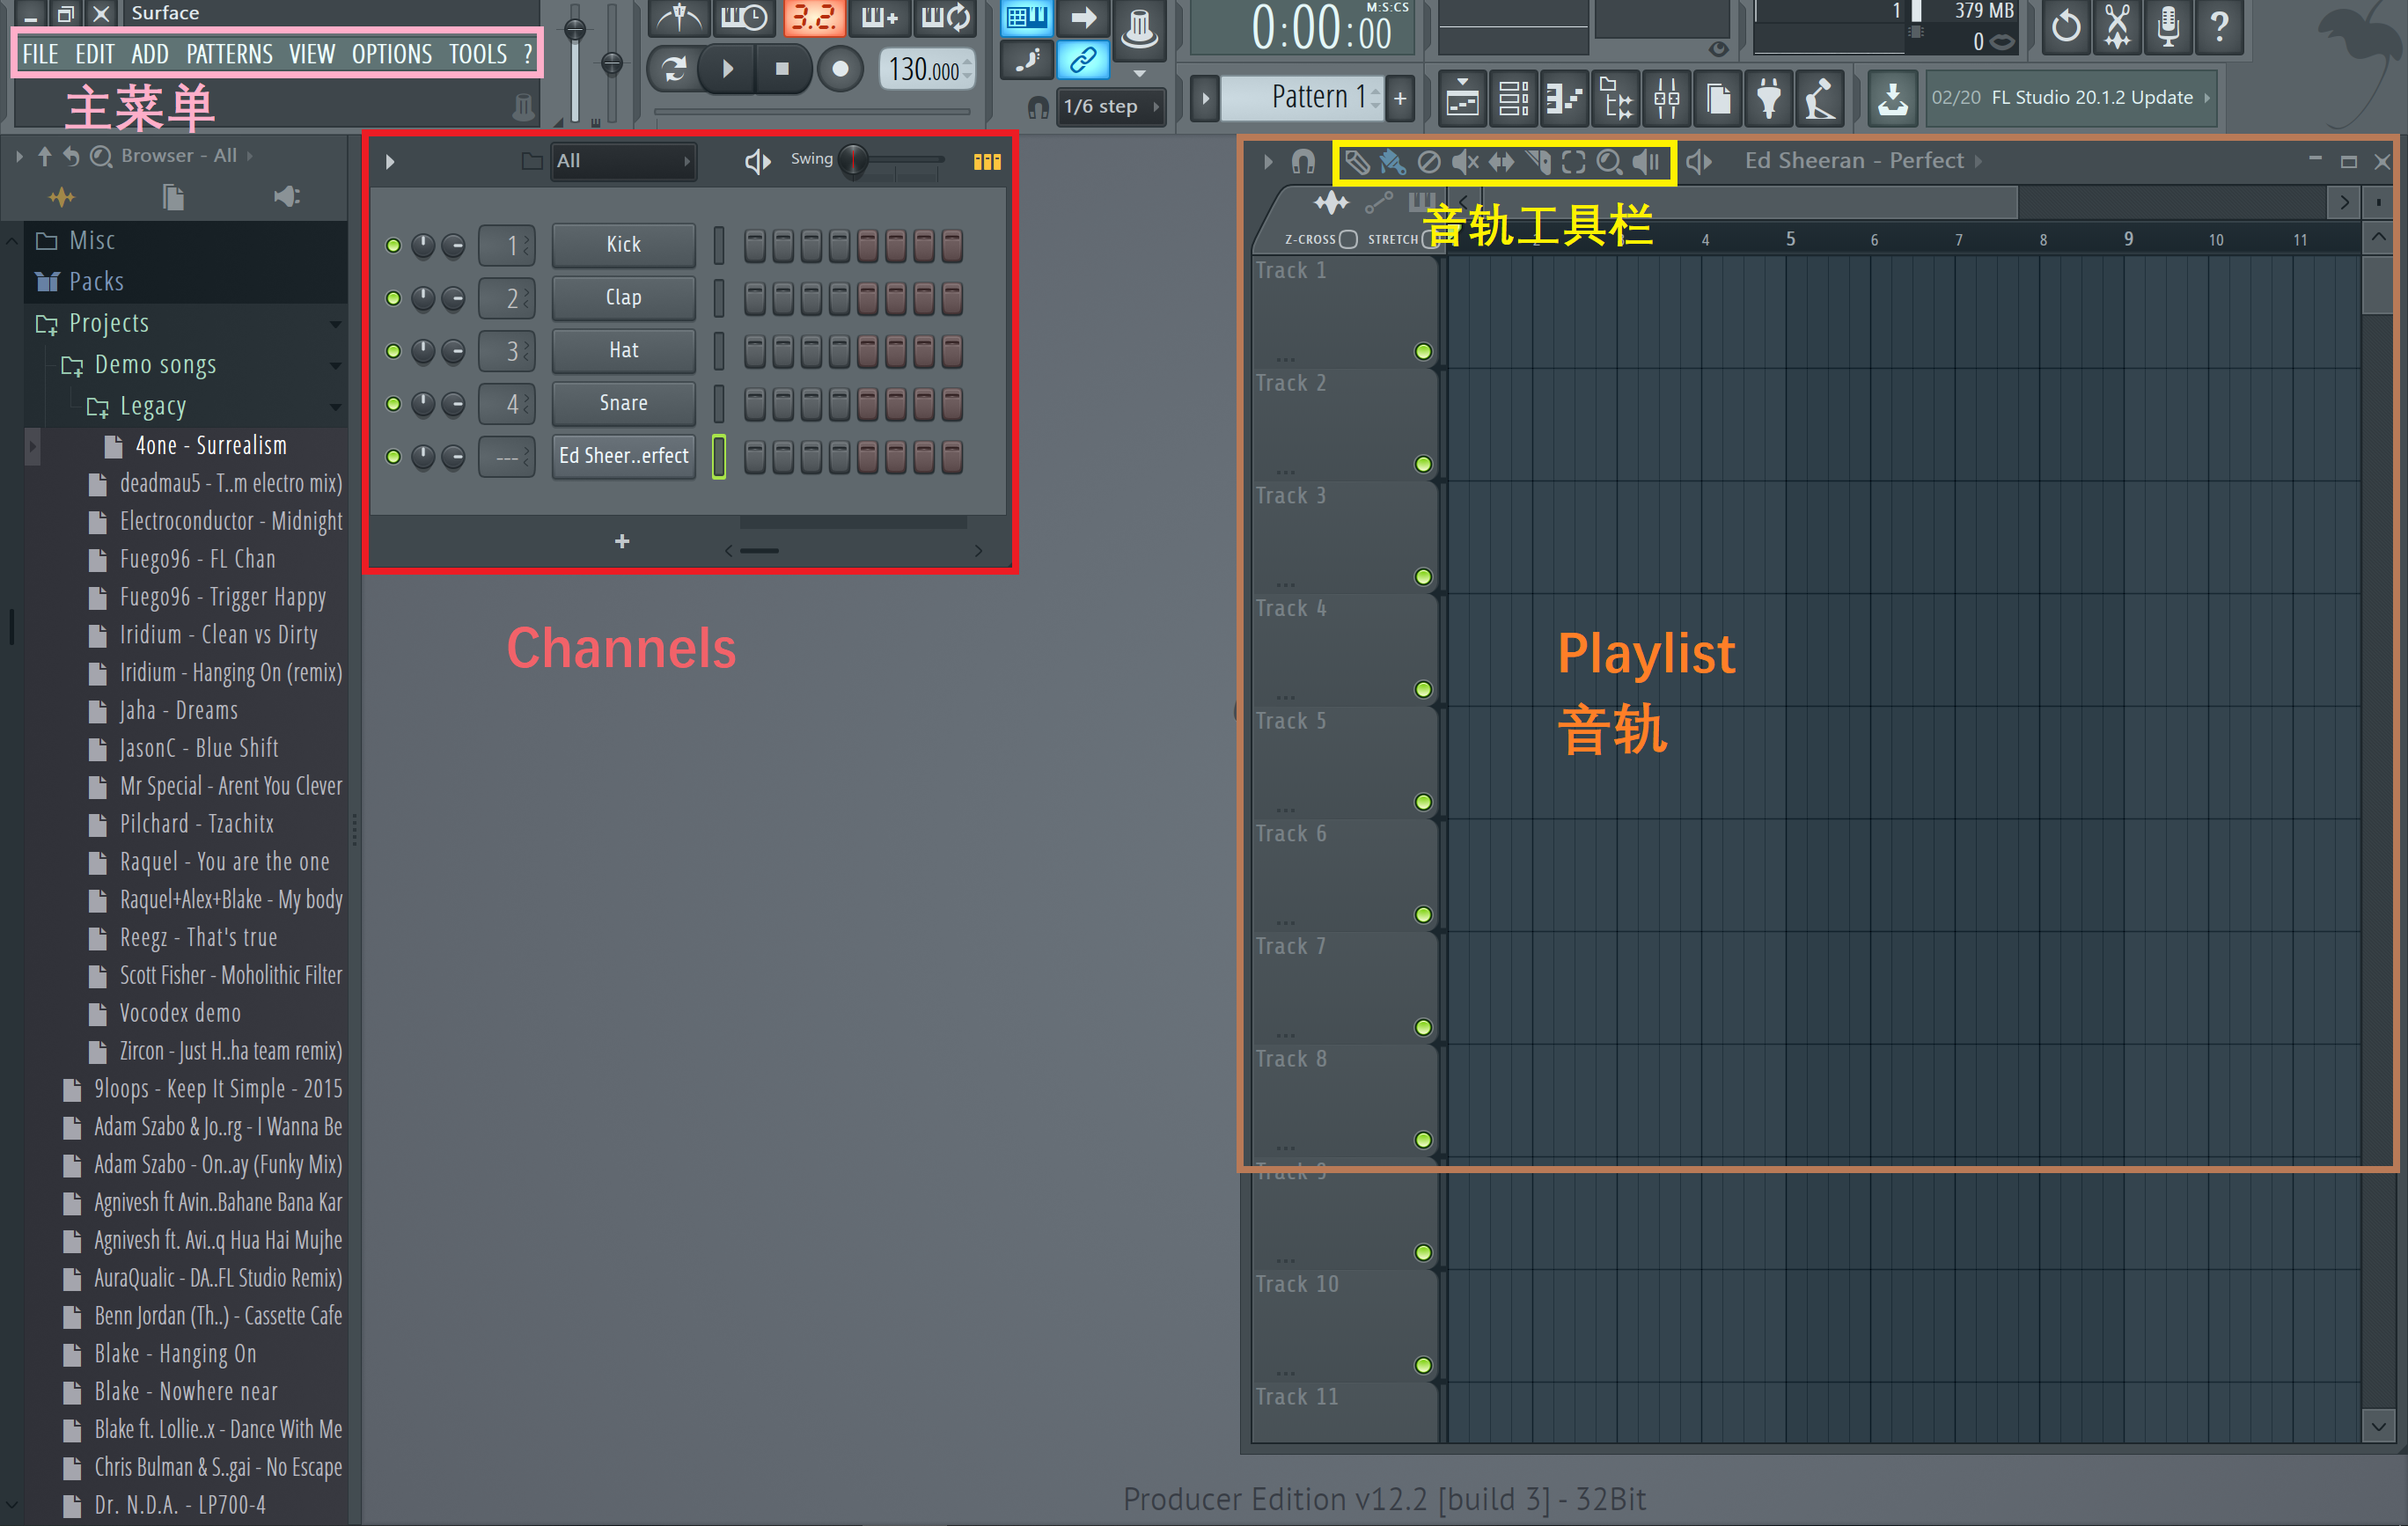 Surface
FILE EDIT ADD PATTERNS VIEW OPTIONS TOOLS ?
主菜单
3.2.
130.000
1/6 step
0:00:00
M:S:CS
Pattern 1
1
379 MB
0
02/20 FL Studio 20.1.2 Update
Browser - All
Misc
Packs
Projects
Demo songs
Legacy
4one - Surrealism
deadmau5 - T..m electro mix)
Electroconductor - Midnight
Fuego96 - FL Chan
Fuego96 - Trigger Happy
Iridium - Clean vs Dirty
Iridium - Hanging On (remix)
Jaha - Dreams
JasonC - Blue Shift
Mr Special - Arent You Clever
Pilchard - Tzachitx
Raquel - You are the one
Raquel+Alex+Blake - My body
Reegz - That's true
Scott Fisher - Moholithic Filter
Vocodex demo
Zircon - Just H..ha team remix)
9loops - Keep It Simple - 2015
Adam Szabo & Jo..rg - I Wanna Be
Adam Szabo - On..ay (Funky Mix)
Agnivesh ft Avin..Bahane Bana Kar
Agnivesh ft. Avi..q Hua Hai Mujhe
AuraQualic - DA..FL Studio Remix)
Benn Jordan (Th..) - Cassette Cafe
Blake - Hanging On
Blake - Nowhere near
Blake ft. Lollie..x - Dance With Me
Chris Bulman & S..gai - No Escape
Dr. N.D.A. - LP700-4
All
Swing
1 Kick
2 Clap
3 Hat
4 Snare
--- Ed Sheer..erfect
Channels
Ed Sheeran - Perfect
音轨工具栏
Z-CROSS STRETCH
4 5 6 7 8 9 10 11
Track 1
Track 2
Track 3
Track 4
Track 5
Track 6
Track 7
Track 8
Track 9
Track 10
Track 11
Playlist
音轨
Producer Edition v12.2 [build 3] - 32Bit